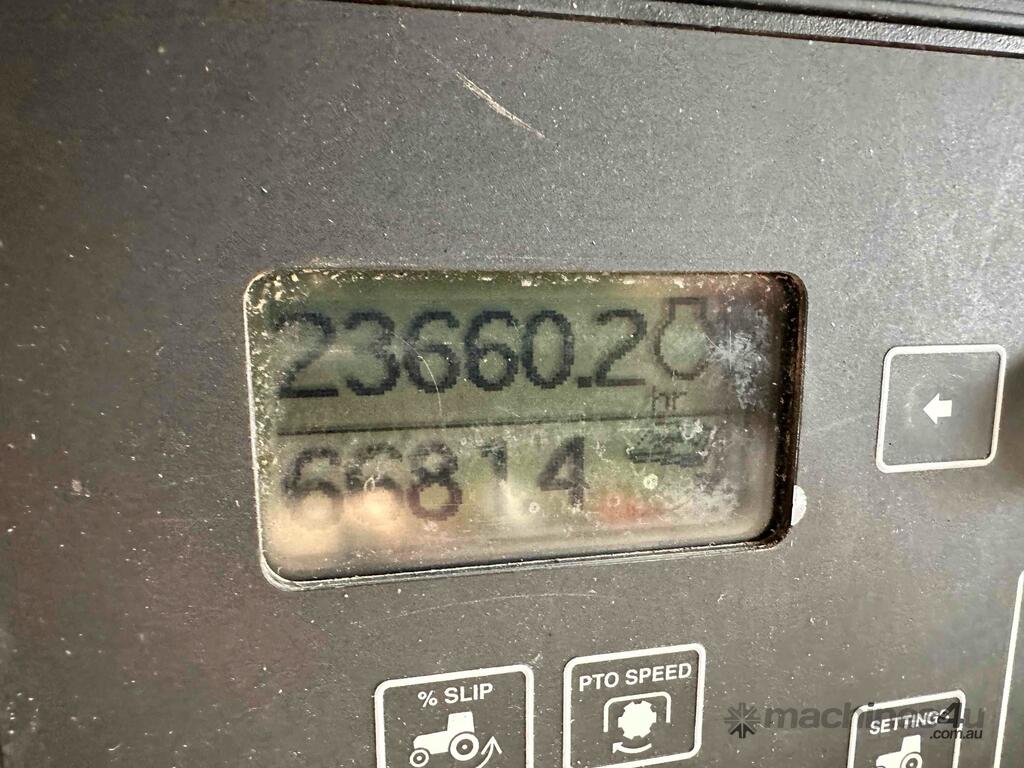 23660.2
hr
66814
% SLIP
PTO SPEED
SETTINGS
machines4u
.com.au